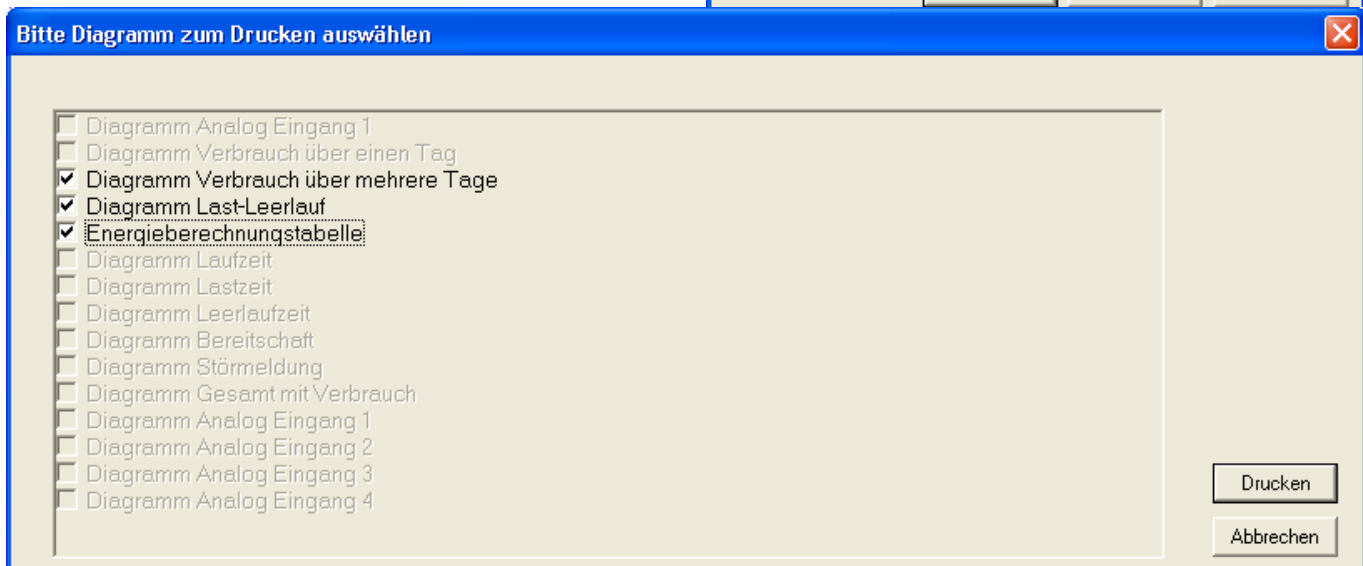 Bitte Diagramm zum Drucken auswählen
Diagramm Analog Eingang 1
Diagramm Verbrauch über einen Tag
Diagramm Verbrauch über mehrere Tage
Diagramm Last-Leerlauf
Energieberechnungstabelle
Diagramm Laufzeit
Diagramm Lastzeit
Diagramm Leerlaufzeit
Diagramm Bereitschaft
Diagramm Störmeldung
Diagramm Gesamt mit Verbrauch
Diagramm Analog Eingang 1
Diagramm Analog Eingang 2
Diagramm Analog Eingang 3
Diagramm Analog Eingang 4
Drucken
Abbrechen